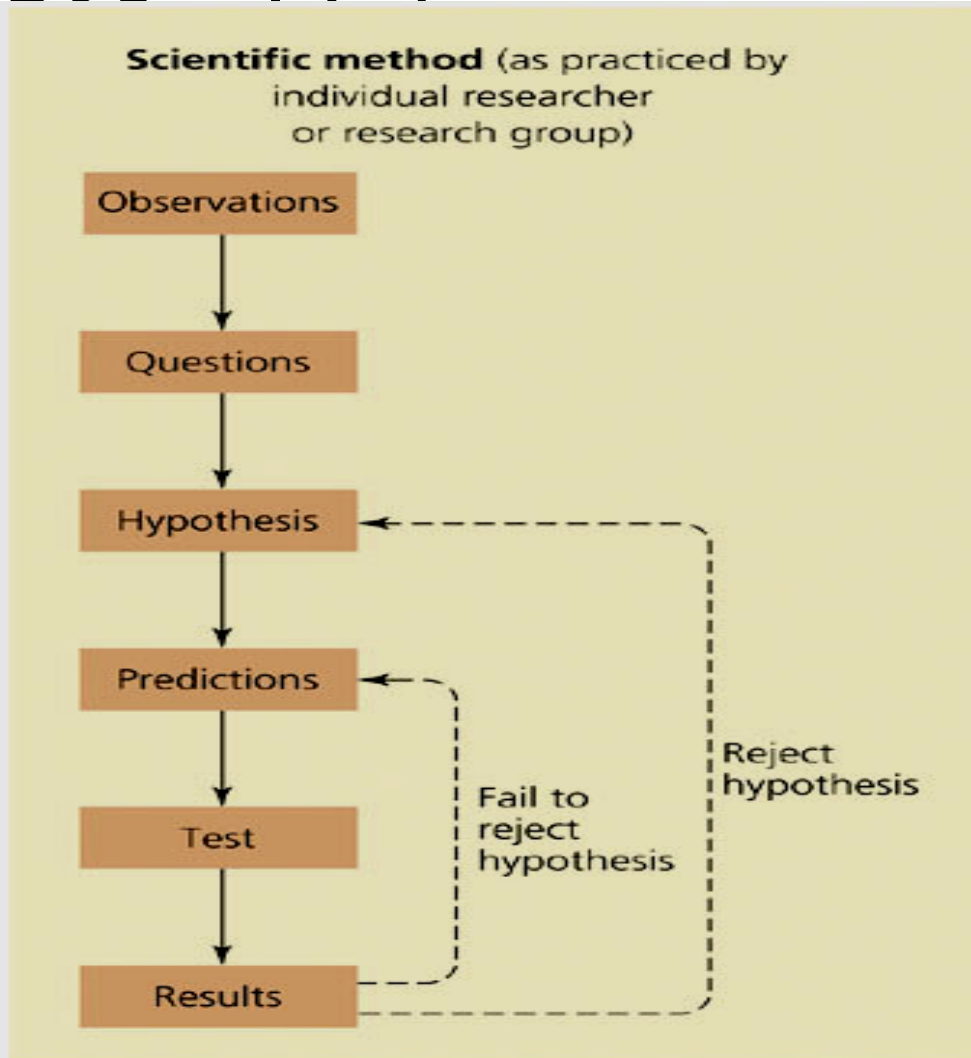 Scientific method (as practiced by
individual researcher
or research group)
Observations
Questions
Hypothesis
Predictions
Test
Results
Fail to
reject
hypothesis
Reject
hypothesis